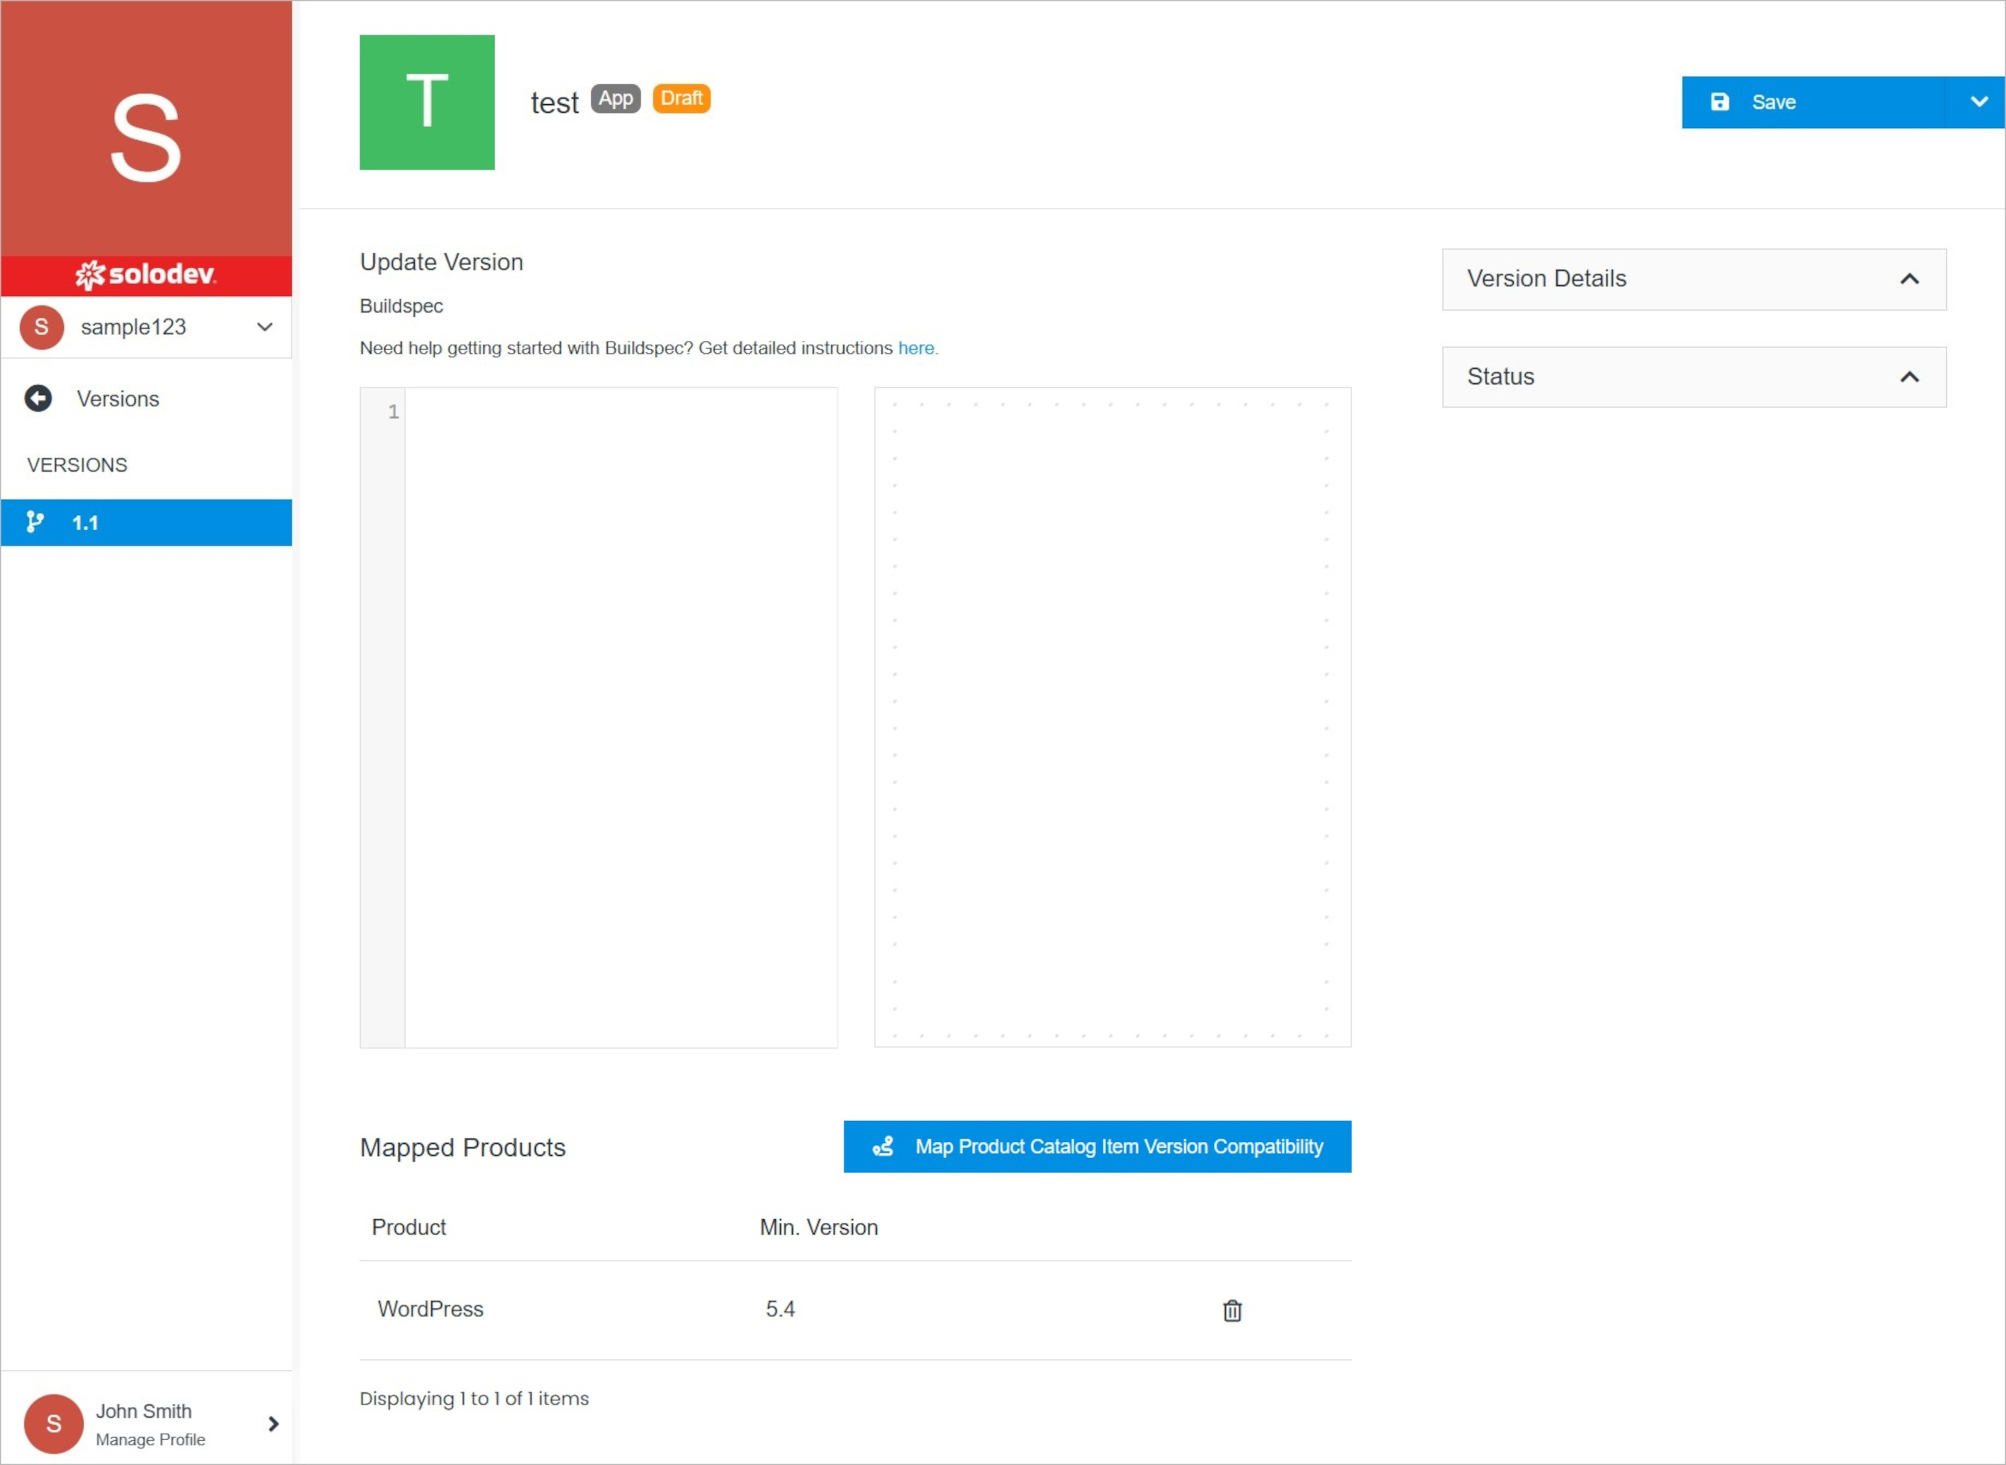 S
solodev
S
sample123
Versions
VERSIONS
1.1
T
test
App
Draft
Save
Update Version
Buildspec
Need help getting started with Buildspec? Get detailed instructions here.
1
Version Details
Status
Mapped Products
Map Product Catalog Item Version Compatibility
Product
Min. Version
WordPress
5.4
Displaying 1 to 1 of 1 items
S
John Smith
Manage Profile